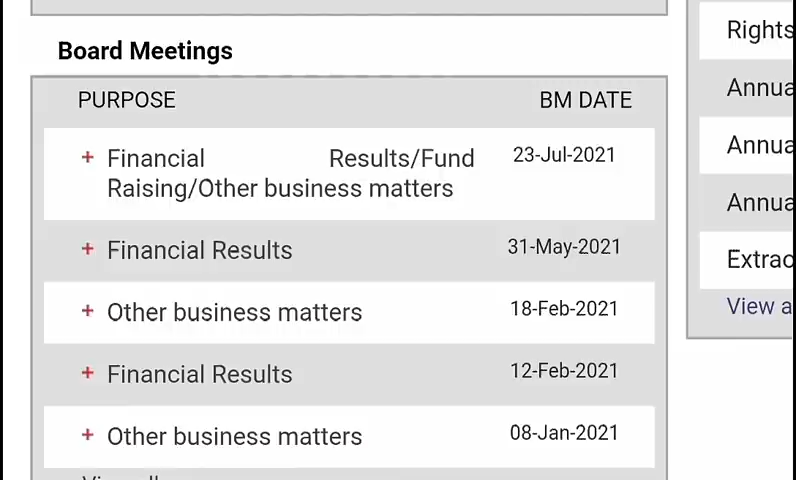 Board Meetings
PURPOSE BM DATE
+ Financial Results/Fund 23-Jul-2021
Raising/Other business matters
+ Financial Results 31-May-2021
+ Other business matters 18-Feb-2021
+ Financial Results 12-Feb-2021
+ Other business matters 08-Jan-2021
Rights
Annua
Annua
Annua
Extrao
View a